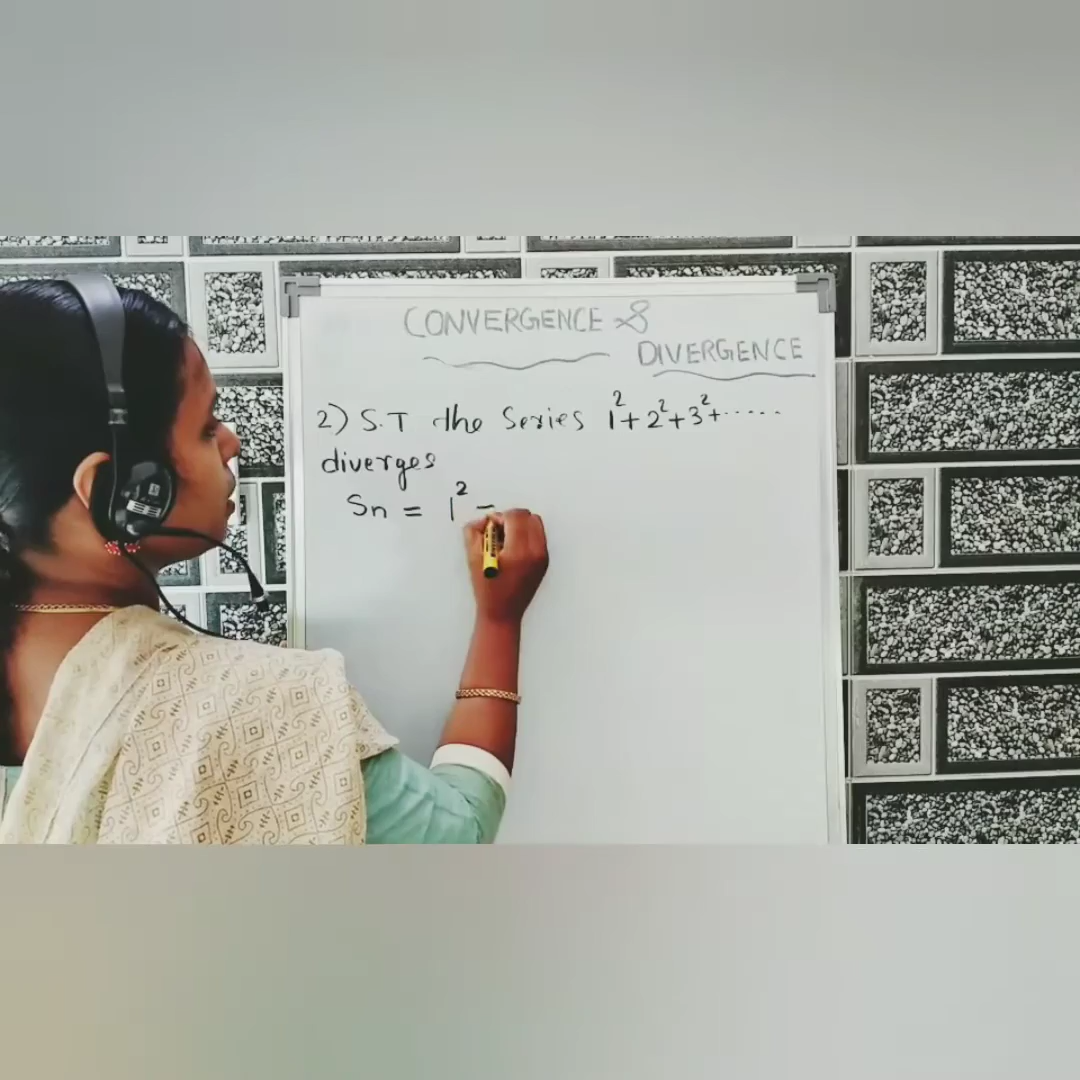 CONVERGENCE &
DIVERGENCE
2) S.T the Series 1²+2²+3²+.....
diverges
Sn = 1² -